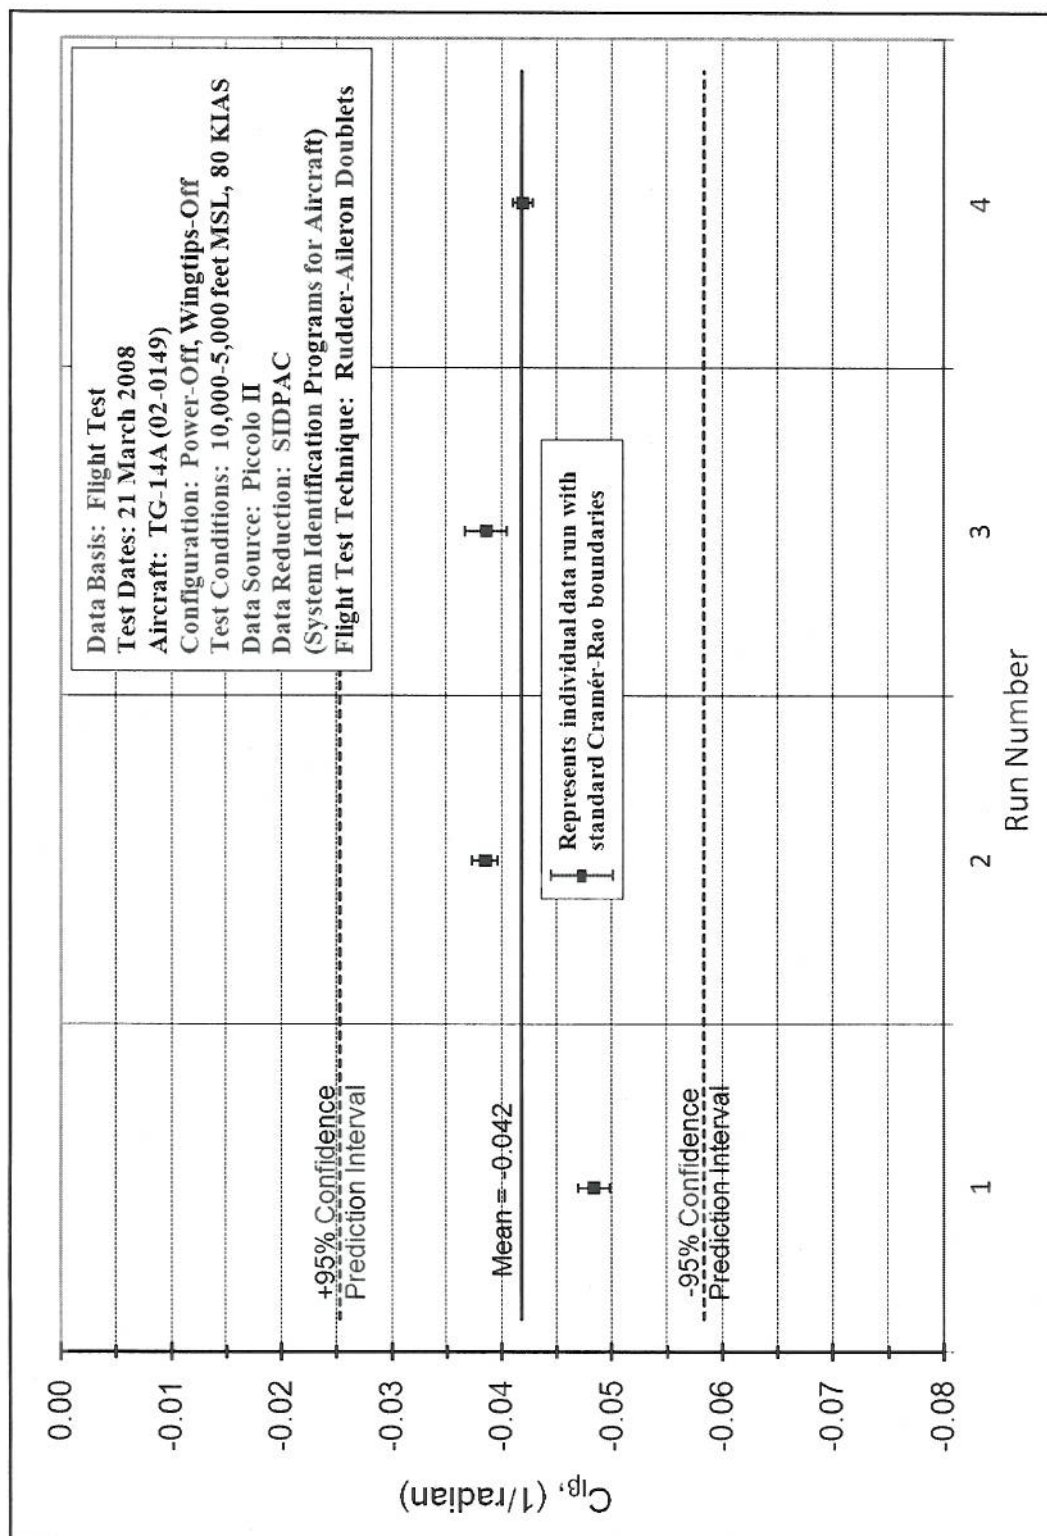 Data Basis: Flight Test
Test Dates: 21 March 2008
Aircraft: TG-14A (02-0149)
Configuration: Power-Off, Wingtips-Off
Test Conditions: 10,000-5,000 feet MSL, 80 KIAS
Data Source: Piccolo II
Data Reduction: SIDPAC
(System Identification Programs for Aircraft)
Flight Test Technique: Rudder-Aileron Doublets
+95% Confidence
Prediction Interval
Mean = -0.042
Represents individual data run with
standard Cramér-Rao boundaries
-95% Confidence
Prediction Interval
0.00
-0.01
-0.02
-0.03
-0.04
-0.05
-0.06
-0.07
-0.08
Clβ, (1/radian)
1
2
3
4
Run Number